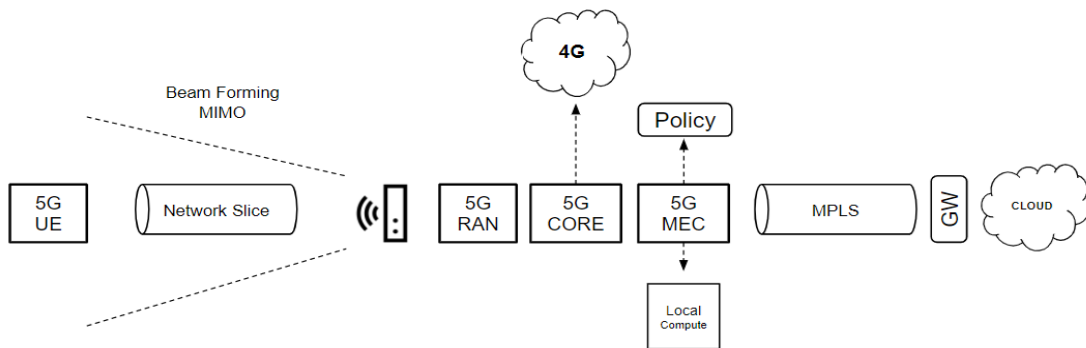 4G
Beam Forming
MIMO
Policy
5G
UE
Network Slice
5G
RAN
5G
CORE
5G
MEC
MPLS
GW
CLOUD
Local
Compute